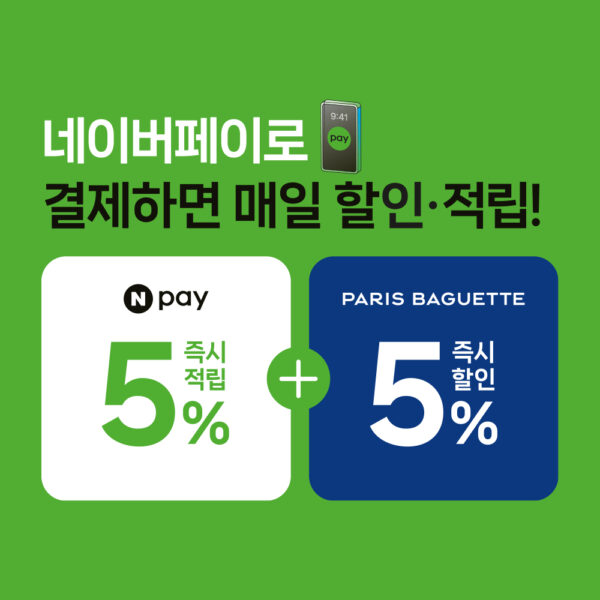 네이버페이로
9:41
pay
결제하면 매일 할인·적립!
N pay
5% 즉시 적립
+
PARIS BAGUETTE
5% 즉시 할인